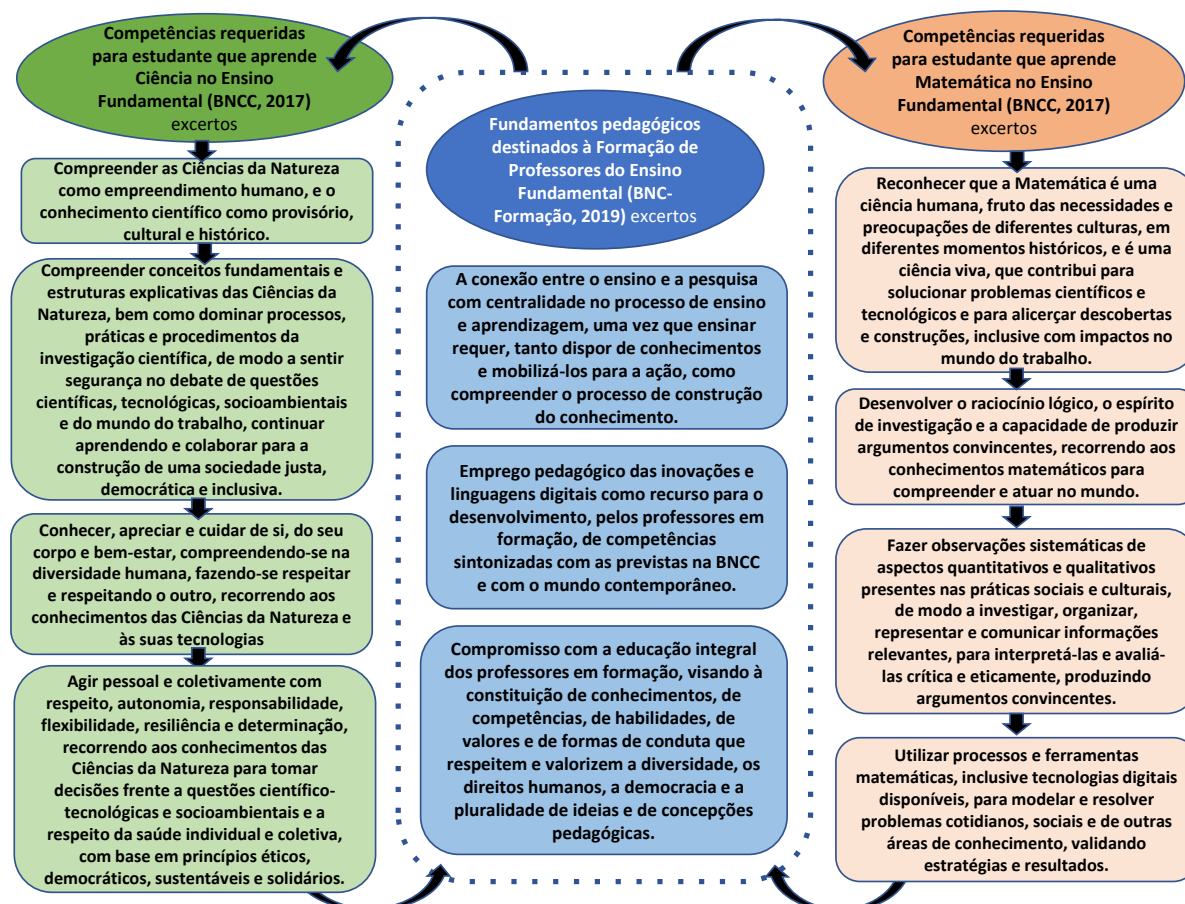 Competências requeridas
para estudante que aprende
Ciência no Ensino
Fundamental (BNCC, 2017)
excertos
Compreender as Ciências da Natureza
como empreendimento humano, e o
conhecimento científico como provisório,
cultural e histórico.
Compreender conceitos fundamentais e
estruturas explicativas das Ciências da
Natureza, bem como dominar processos,
práticas e procedimentos da
investigação científica, de modo a sentir
segurança no debate de questões
científicas, tecnológicas, socioambientais
e do mundo do trabalho, continuar
aprendendo e colaborar para a
construção de uma sociedade justa,
democrática e inclusiva.
Conhecer, apreciar e cuidar de si, do seu
corpo e bem-estar, compreendendo-se na
diversidade humana, fazendo-se respeitar
e respeitando o outro, recorrendo aos
conhecimentos das Ciências da Natureza e
às suas tecnologias
Agir pessoal e coletivamente com
respeito, autonomia, responsabilidade,
flexibilidade, resiliência e determinação,
recorrendo aos conhecimentos das
Ciências da Natureza para tomar
decisões frente a questões científico-
tecnológicas e socioambientais e a
respeito da saúde individual e coletiva,
com base em princípios éticos,
democráticos, sustentáveis e solidários.
Fundamentos pedagógicos
destinados à Formação de
Professores do Ensino
Fundamental (BNC-
Formação, 2019) excertos
A conexão entre o ensino e a pesquisa
com centralidade no processo de ensino
e aprendizagem, uma vez que ensinar
requer, tanto dispor de conhecimentos
e mobilizá-los para a ação, como
compreender o processo de construção
do conhecimento.
Emprego pedagógico das inovações e
linguagens digitais como recurso para o
desenvolvimento, pelos professores em
formação, de competências
sintonizadas com as previstas na BNCC
e com o mundo contemporâneo.
Compromisso com a educação integral
dos professores em formação, visando à
constituição de conhecimentos, de
competências, de habilidades, de
valores e de formas de conduta que
respeitem e valorizem a diversidade, os
direitos humanos, a democracia e a
pluralidade de ideias e de concepções
pedagógicas.
Competências requeridas
para estudante que aprende
Matemática no Ensino
Fundamental (BNCC, 2017)
excertos
Reconhecer que a Matemática é uma
ciência humana, fruto das necessidades e
preocupações de diferentes culturas, em
diferentes momentos históricos, e é uma
ciência viva, que contribui para
solucionar problemas científicos e
tecnológicos e para alicerçar descobertas
e construções, inclusive com impactos no
mundo do trabalho.
Desenvolver o raciocínio lógico, o espírito
de investigação e a capacidade de produzir
argumentos convincentes, recorrendo aos
conhecimentos matemáticos para
compreender e atuar no mundo.
Fazer observações sistemáticas de
aspectos quantitativos e qualitativos
presentes nas práticas sociais e culturais,
de modo a investigar, organizar,
representar e comunicar informações
relevantes, para interpretá-las e avaliá-
las crítica e eticamente, produzindo
argumentos convincentes.
Utilizar processos e ferramentas
matemáticas, inclusive tecnologias digitais
disponíveis, para modelar e resolver
problemas cotidianos, sociais e de outras
áreas de conhecimento, validando
estratégias e resultados.